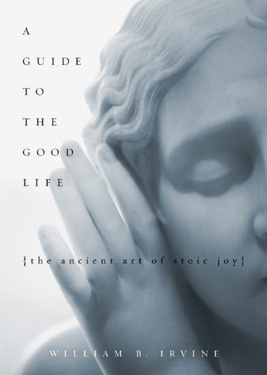 A
GUIDE
TO
THE
GOOD
LIFE
{the ancient art of stoic joy}
WILLIAM B. IRVINE